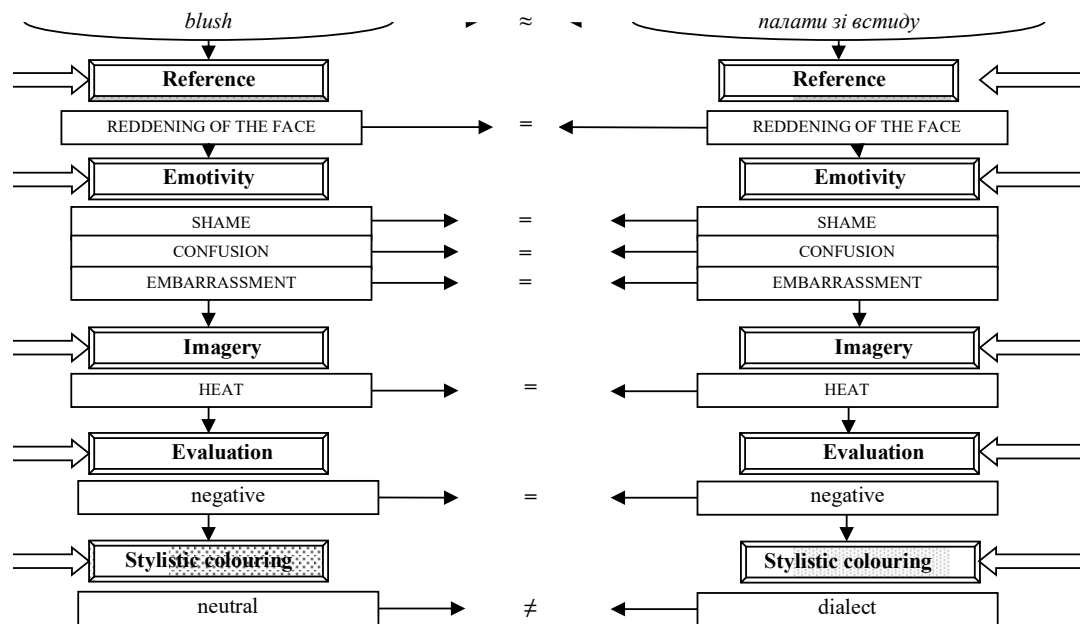 blush ≈ палати зі встиду
Reference Reference
REDDENING OF THE FACE = REDDENING OF THE FACE
Emotivity Emotivity
SHAME = SHAME
CONFUSION = CONFUSION
EMBARRASSMENT = EMBARRASSMENT
Imagery Imagery
HEAT = HEAT
Evaluation Evaluation
negative = negative
Stylistic colouring Stylistic colouring
neutral ≠ dialect